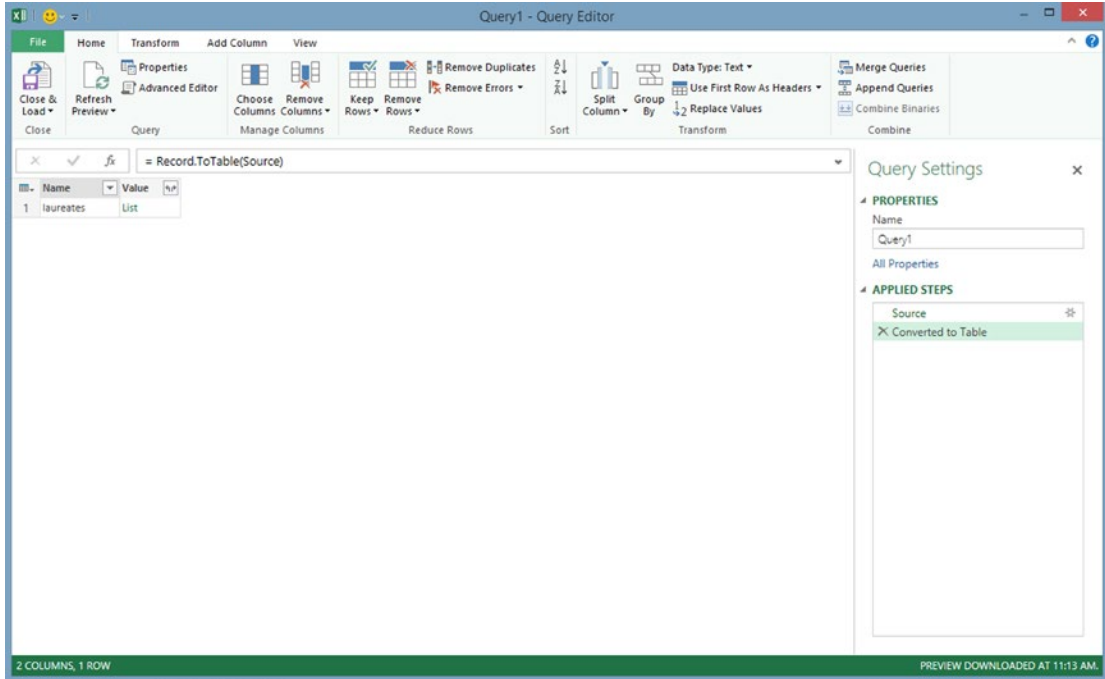 Query1 - Query Editor
File Home Transform Add Column View
Close & Load
Refresh Preview
Properties
Advanced Editor
Choose Columns
Remove Columns
Keep Rows
Remove Rows
Remove Duplicates
Remove Errors
Split Column
Group By
Data Type: Text
Use First Row As Headers
Replace Values
Merge Queries
Append Queries
Combine Binaries
Close Query Manage Columns Reduce Rows Sort Transform Combine
fx = Record.ToTable(Source)
Name Value
1 laureates List
Query Settings
PROPERTIES
Name
Query1
All Properties
APPLIED STEPS
Source
Converted to Table
2 COLUMNS, 1 ROW PREVIEW DOWNLOADED AT 11:13 AM.